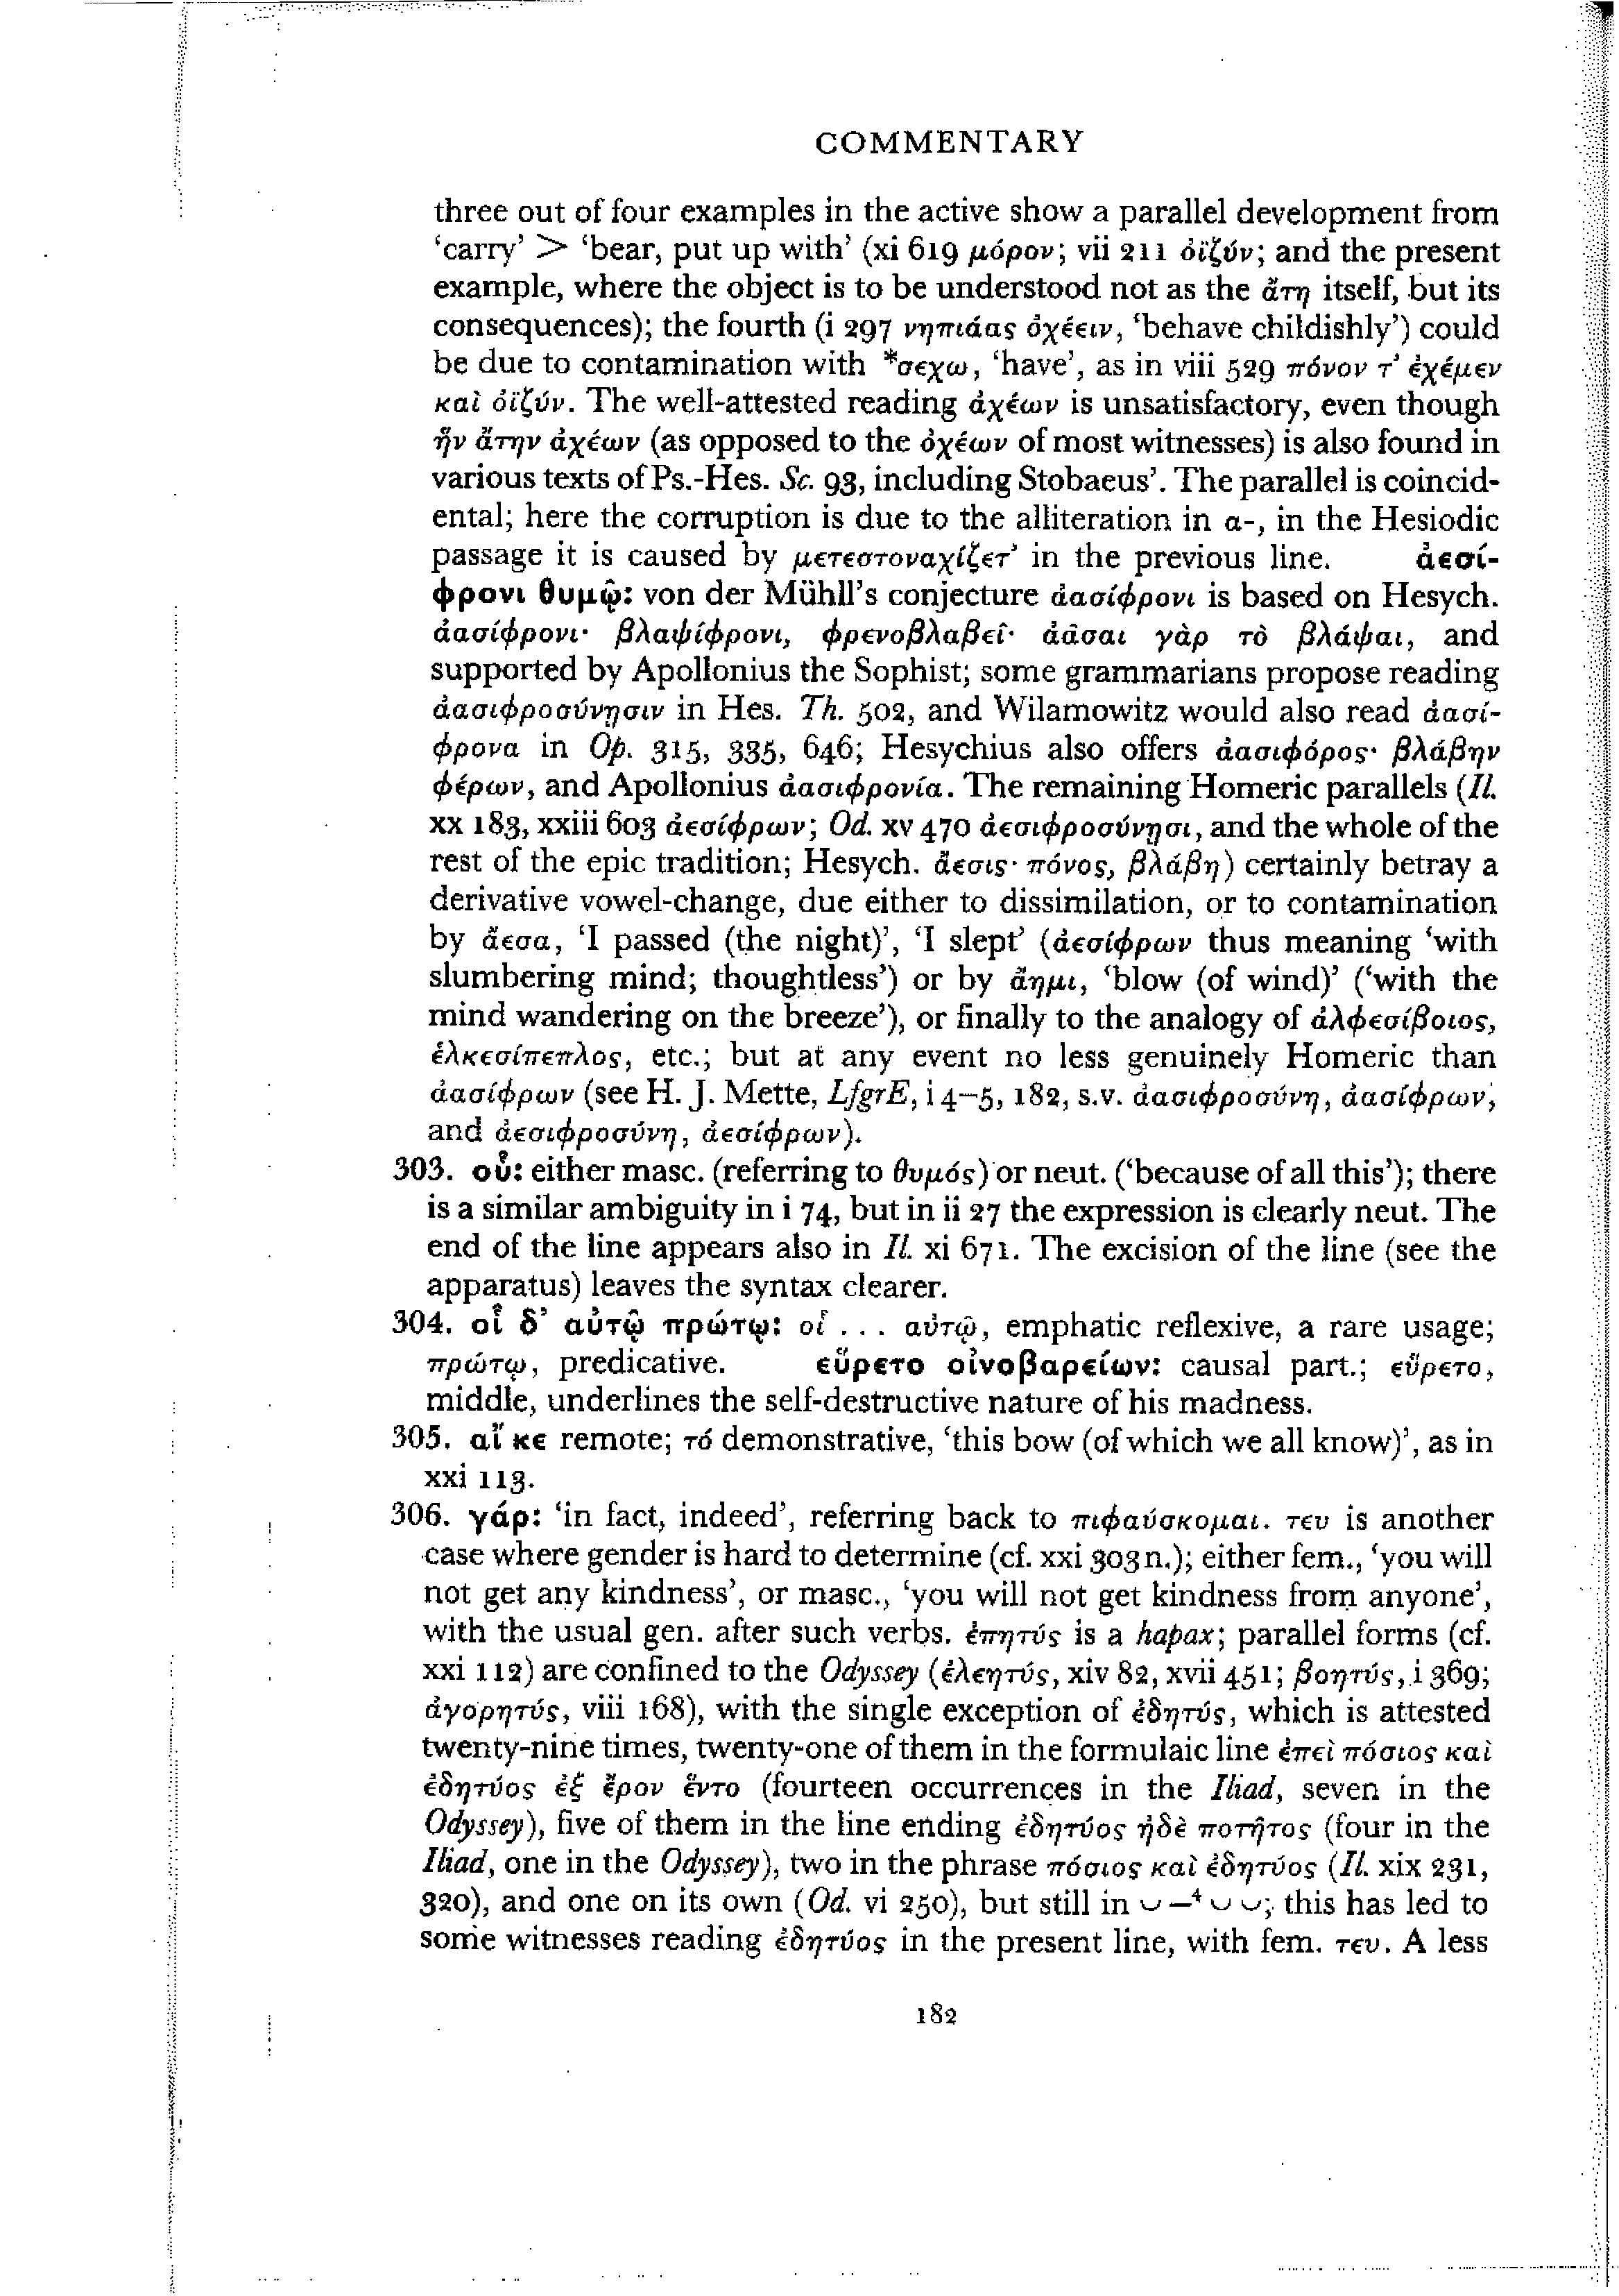 COMMENTARY
three out of four examples in the active show a parallel development from
‘carry’ > ‘bear, put up with’ (xi 619 μόρον; vii 211 ὀϊζύν; and the present
example, where the object is to be understood not as the ἄτη itself, but its
consequences); the fourth (i 297 νηπιάας ὀχέειν, ‘behave childishly’) could
be due to contamination with *σεχω, ‘have’, as in viii 529 πόνον τ’ ἐχέμεν
καὶ ὀϊζύν. The well-attested reading ἀχέων is unsatisfactory, even though
ἣν ἄτην ἀχέων (as opposed to the ὀχέων of most witnesses) is also found in
various texts of Ps.-Hes. Sc. 93, including Stobaeus’. The parallel is coincid-
ental; here the corruption is due to the alliteration in α-, in the Hesiodic
passage it is caused by μετεστοναχίζετ’ in the previous line. ἀεσί-
φρονι θυμῷ: von der Mühll’s conjecture ἀασίφρονι is based on Hesych.
ἀασίφρονι· βλαψίφρονι, φρενοβλαβεῖ· ἀᾶσαι γὰρ τὸ βλάψαι, and
supported by Apollonius the Sophist; some grammarians propose reading
ἀασιφροσύνῃσιν in Hes. Th. 502, and Wilamowitz would also read ἀασί-
φρονα in Op. 315, 335, 646; Hesychius also offers ἀασιφόρος· βλάβην
φέρων, and Apollonius ἀασιφρονία. The remaining Homeric parallels (Il.
xx 183, xxiii 603 ἀεσίφρων; Od. xv 470 ἀεσιφροσύνῃσι, and the whole of the
rest of the epic tradition; Hesych. ἄεσις· πόνος, βλάβη) certainly betray a
derivative vowel-change, due either to dissimilation, or to contamination
by ἄεσα, ‘I passed (the night)’, ‘I slept’ (ἀεσίφρων thus meaning ‘with
slumbering mind; thoughtless’) or by ἄημι, ‘blow (of wind)’ (‘with the
mind wandering on the breeze’), or finally to the analogy of ἀλφεσίβοιος,
ἑλκεσίπεπλος, etc.; but at any event no less genuinely Homeric than
ἀασίφρων (see H. J. Mette, LfgrE, i 4–5, 182, s.v. ἀασιφροσύνη, ἀασίφρων,
and ἀεσιφροσύνη, ἀεσίφρων).
303. οὗ: either masc. (referring to θυμός) or neut. (‘because of all this’); there
is a similar ambiguity in i 74, but in ii 27 the expression is clearly neut. The
end of the line appears also in Il. xi 671. The excision of the line (see the
apparatus) leaves the syntax clearer.
304. οἷ δ’ αὐτῷ πρώτῳ: οἷ . . . αὐτῷ, emphatic reflexive, a rare usage;
πρώτῳ, predicative. εὕρετο οἰνοβαρείων: causal part.; εὕρετο,
middle, underlines the self-destructive nature of his madness.
305. αἴ κε remote; τό demonstrative, ‘this bow (of which we all know)’, as in
xxi 113.
306. γάρ: ‘in fact, indeed’, referring back to πιφαύσκομαι. τευ is another
case where gender is hard to determine (cf. xxi 303 n.); either fem., ‘you will
not get any kindness’, or masc., ‘you will not get kindness from anyone’,
with the usual gen. after such verbs. ἐπητύς is a hapax; parallel forms (cf.
xxi 112) are confined to the Odyssey (ἐλεητύς, xiv 82, xvii 451; βοητύς, i 369;
ἀγορητύς, viii 168), with the single exception of ἐδητύς, which is attested
twenty-nine times, twenty-one of them in the formulaic line ἐπεὶ πόσιος καὶ
ἐδητύος ἐξ ἔρον ἕντο (fourteen occurrences in the Iliad, seven in the
Odyssey), five of them in the line ending ἐδητύος ἠδὲ ποτῆτος (four in the
Iliad, one in the Odyssey), two in the phrase πόσιος καὶ ἐδητύος (Il. xix 231,
320), and one on its own (Od. vi 250), but still in ⏑ –⁴ ⏑ ⏑; this has led to
some witnesses reading ἐδητύος in the present line, with fem. τευ. A less
182